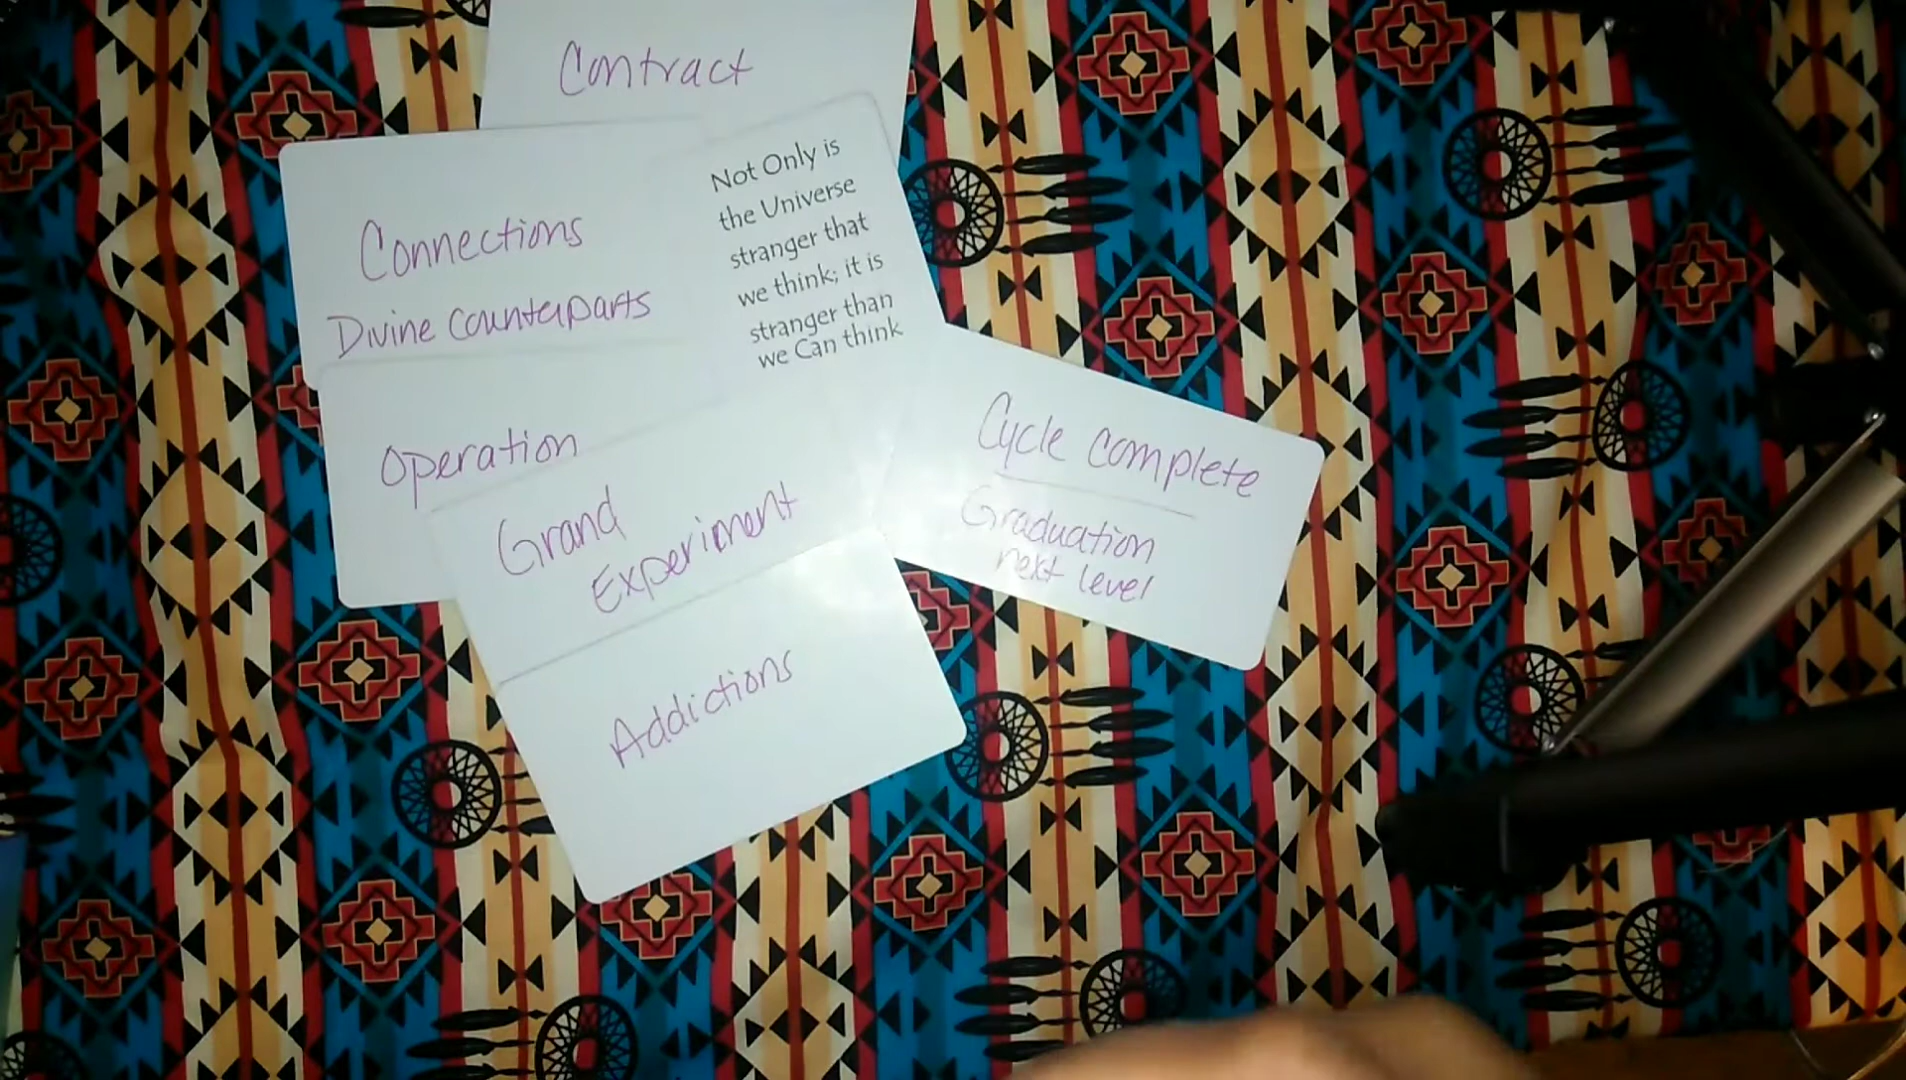 Contract
Connections
Divine Counterparts
Not Only is
the Universe
stranger that
we think; it is
stranger than
we Can think
Operation
Grand
Experiment
Addictions
Cycle Complete
Graduation
next level